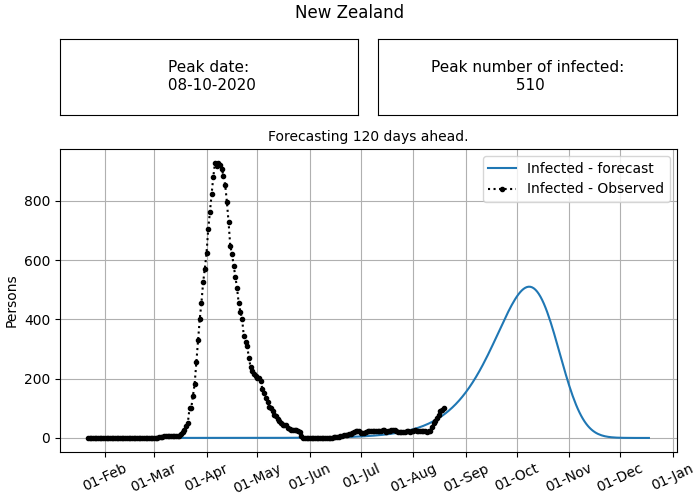 New Zealand
Peak date:
08-10-2020
Peak number of infected:
510
Forecasting 120 days ahead.
Infected - forecast
Infected - Observed
Persons
800
600
400
200
0
01-Feb
01-Mar
01-Apr
01-May
01-Jun
01-Jul
01-Aug
01-Sep
01-Oct
01-Nov
01-Dec
01-Jan